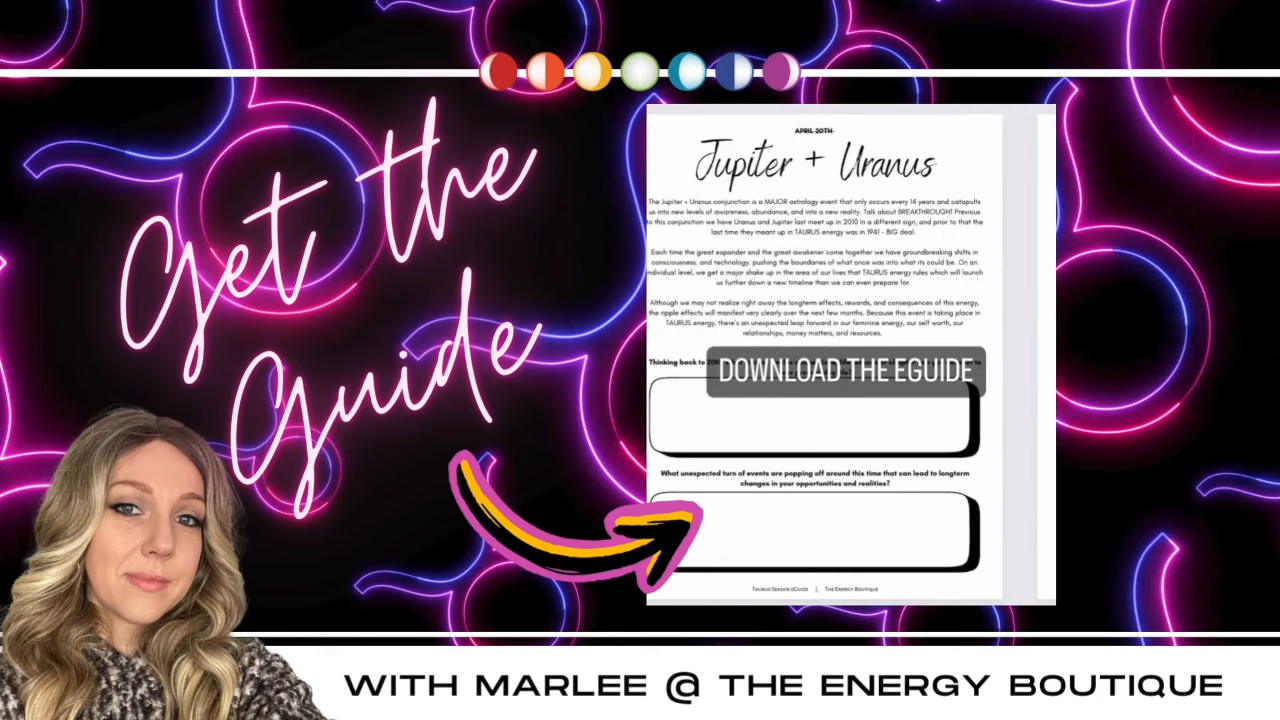 Get the
Guide
APRIL 20TH
Jupiter + Uranus
The Jupiter + Uranus conjunction is a MAJOR astrology event that only occurs every 14 years and catapults
us into new levels of awareness, abundance, and into a new reality. Talk about BREAKTHROUGH! Previous
to this conjunction we have Uranus and Jupiter last meet up in 2010 in a different sign, and prior to that the
last time they meant up in TAURUS energy was in 1941 - BIG deal.
Each time the great expander and the great awakener come together we have groundbreaking shifts in
consciousness, and technology, pushing the boundaries of what once was into what its could be. On an
individual level, we get a major shake up in the area of our lives that TAURUS energy rules which will launch
us further down a new timeline than we can even prepare for.
Although we may not realize right away the longterm effects, rewards, and consequences of this energy,
the ripple effects will manifest very clearly over the next few months. Because this event is taking place in
TAURUS energy, there's an unexpected leap forward in our feminine energy, our self worth, our
relationships, money matters, and resources.
Thinking back to
DOWNLOAD THE EGUIDE
What unexpected turn of events are popping off around this time that can lead to longterm
changes in your opportunities and realities?
TAURUS SEASON EGUIDE | THE ENERGY BOUTIQUE
WITH MARLEE @ THE ENERGY BOUTIQUE